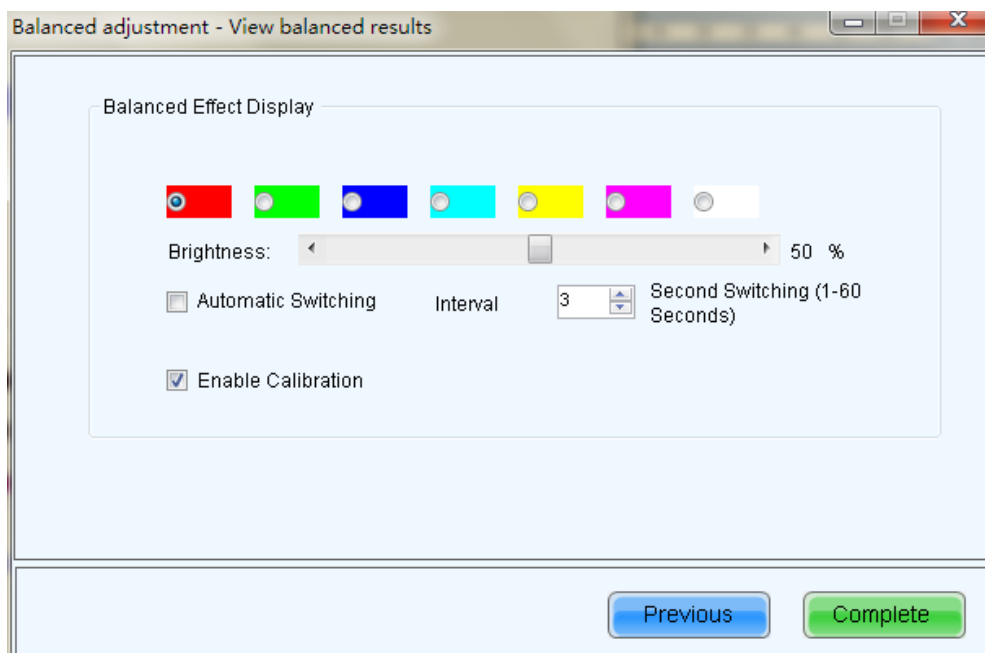 Balanced adjustment - View balanced results
Balanced Effect Display
Brightness: 50 %
Automatic Switching Interval 3 Second Switching (1-60
Seconds)
Enable Calibration
Previous Complete